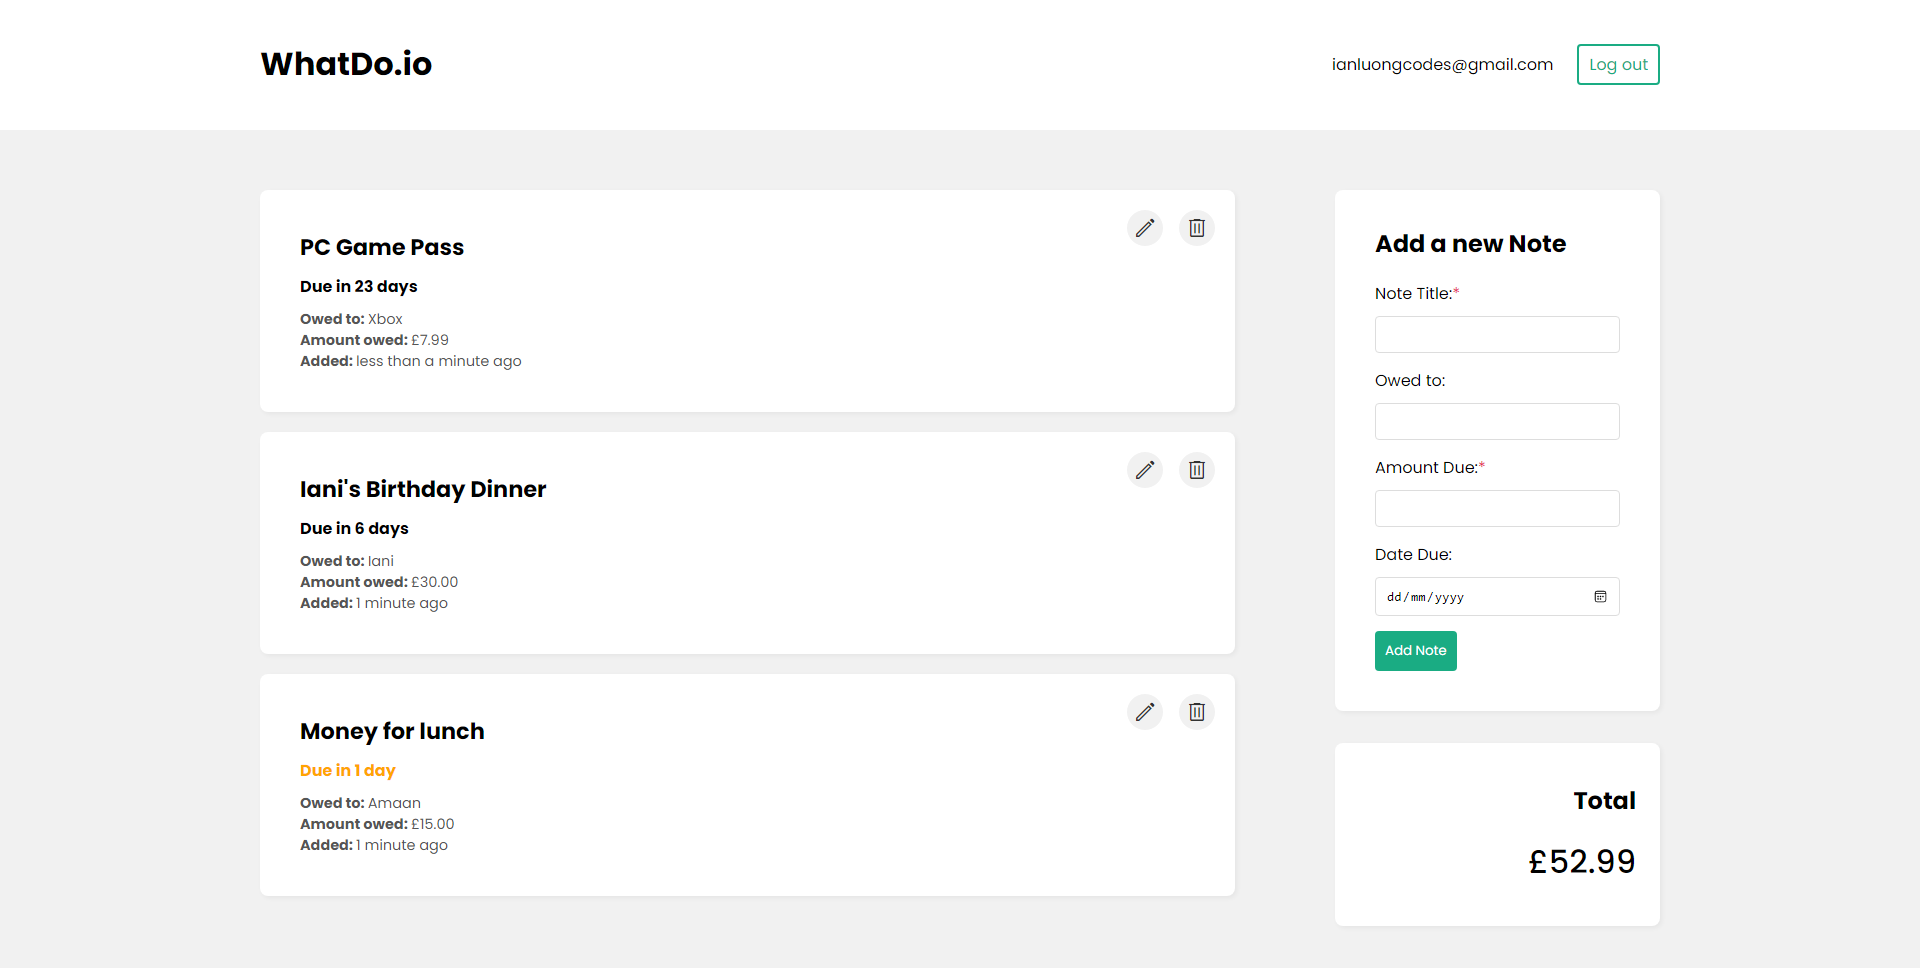 WhatDo.io
ianluongcodes@gmail.com
Log out
PC Game Pass
Due in 23 days
Owed to: Xbox
Amount owed: £7.99
Added: less than a minute ago
Iani's Birthday Dinner
Due in 6 days
Owed to: Iani
Amount owed: £30.00
Added: 1 minute ago
Money for lunch
Due in 1 day
Owed to: Amaan
Amount owed: £15.00
Added: 1 minute ago
Add a new Note
Note Title:*
Owed to:
Amount Due:*
Date Due:
dd/mm/yyyy
Add Note
Total
£52.99